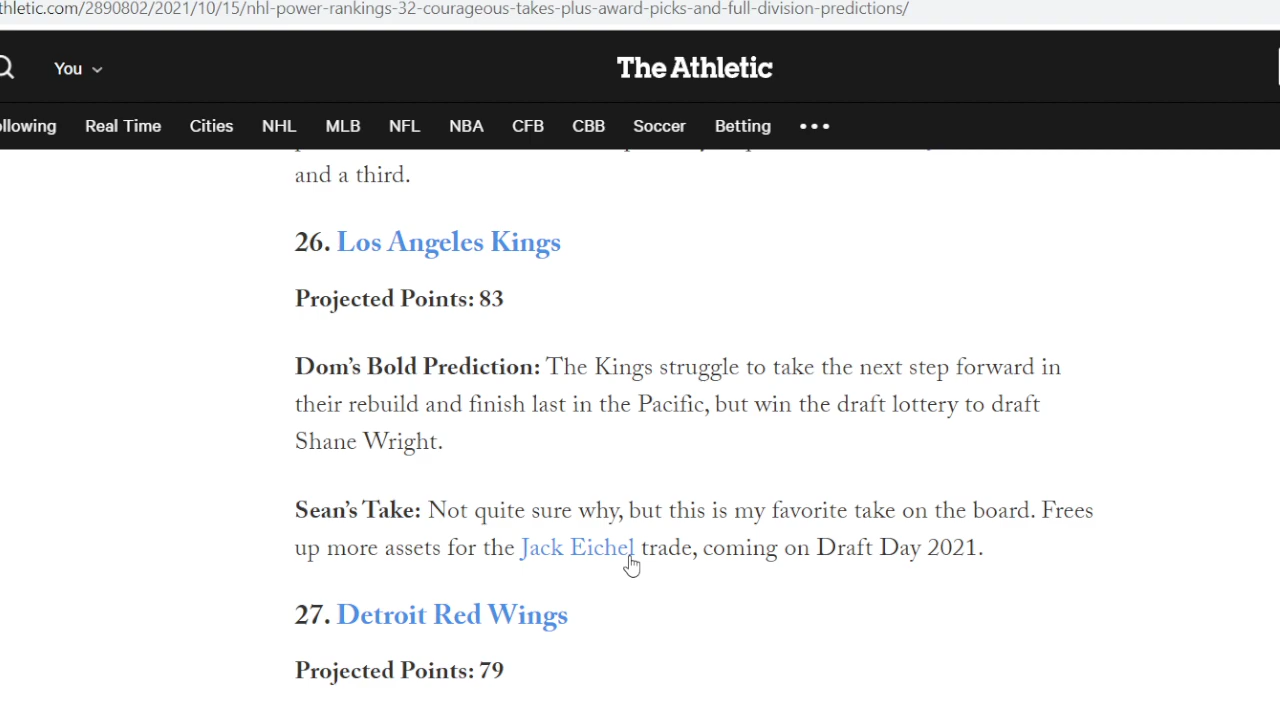 thletic.com/2890802/2021/10/15/nhl-power-rankings-32-courageous-takes-plus-award-picks-and-full-division-predictions/
You
The Athletic
ollowing Real Time Cities NHL MLB NFL NBA CFB CBB Soccer Betting •••
and a third.
26. Los Angeles Kings
Projected Points: 83
Dom's Bold Prediction: The Kings struggle to take the next step forward in
their rebuild and finish last in the Pacific, but win the draft lottery to draft
Shane Wright.
Sean's Take: Not quite sure why, but this is my favorite take on the board. Frees
up more assets for the Jack Eichel trade, coming on Draft Day 2021.
27. Detroit Red Wings
Projected Points: 79